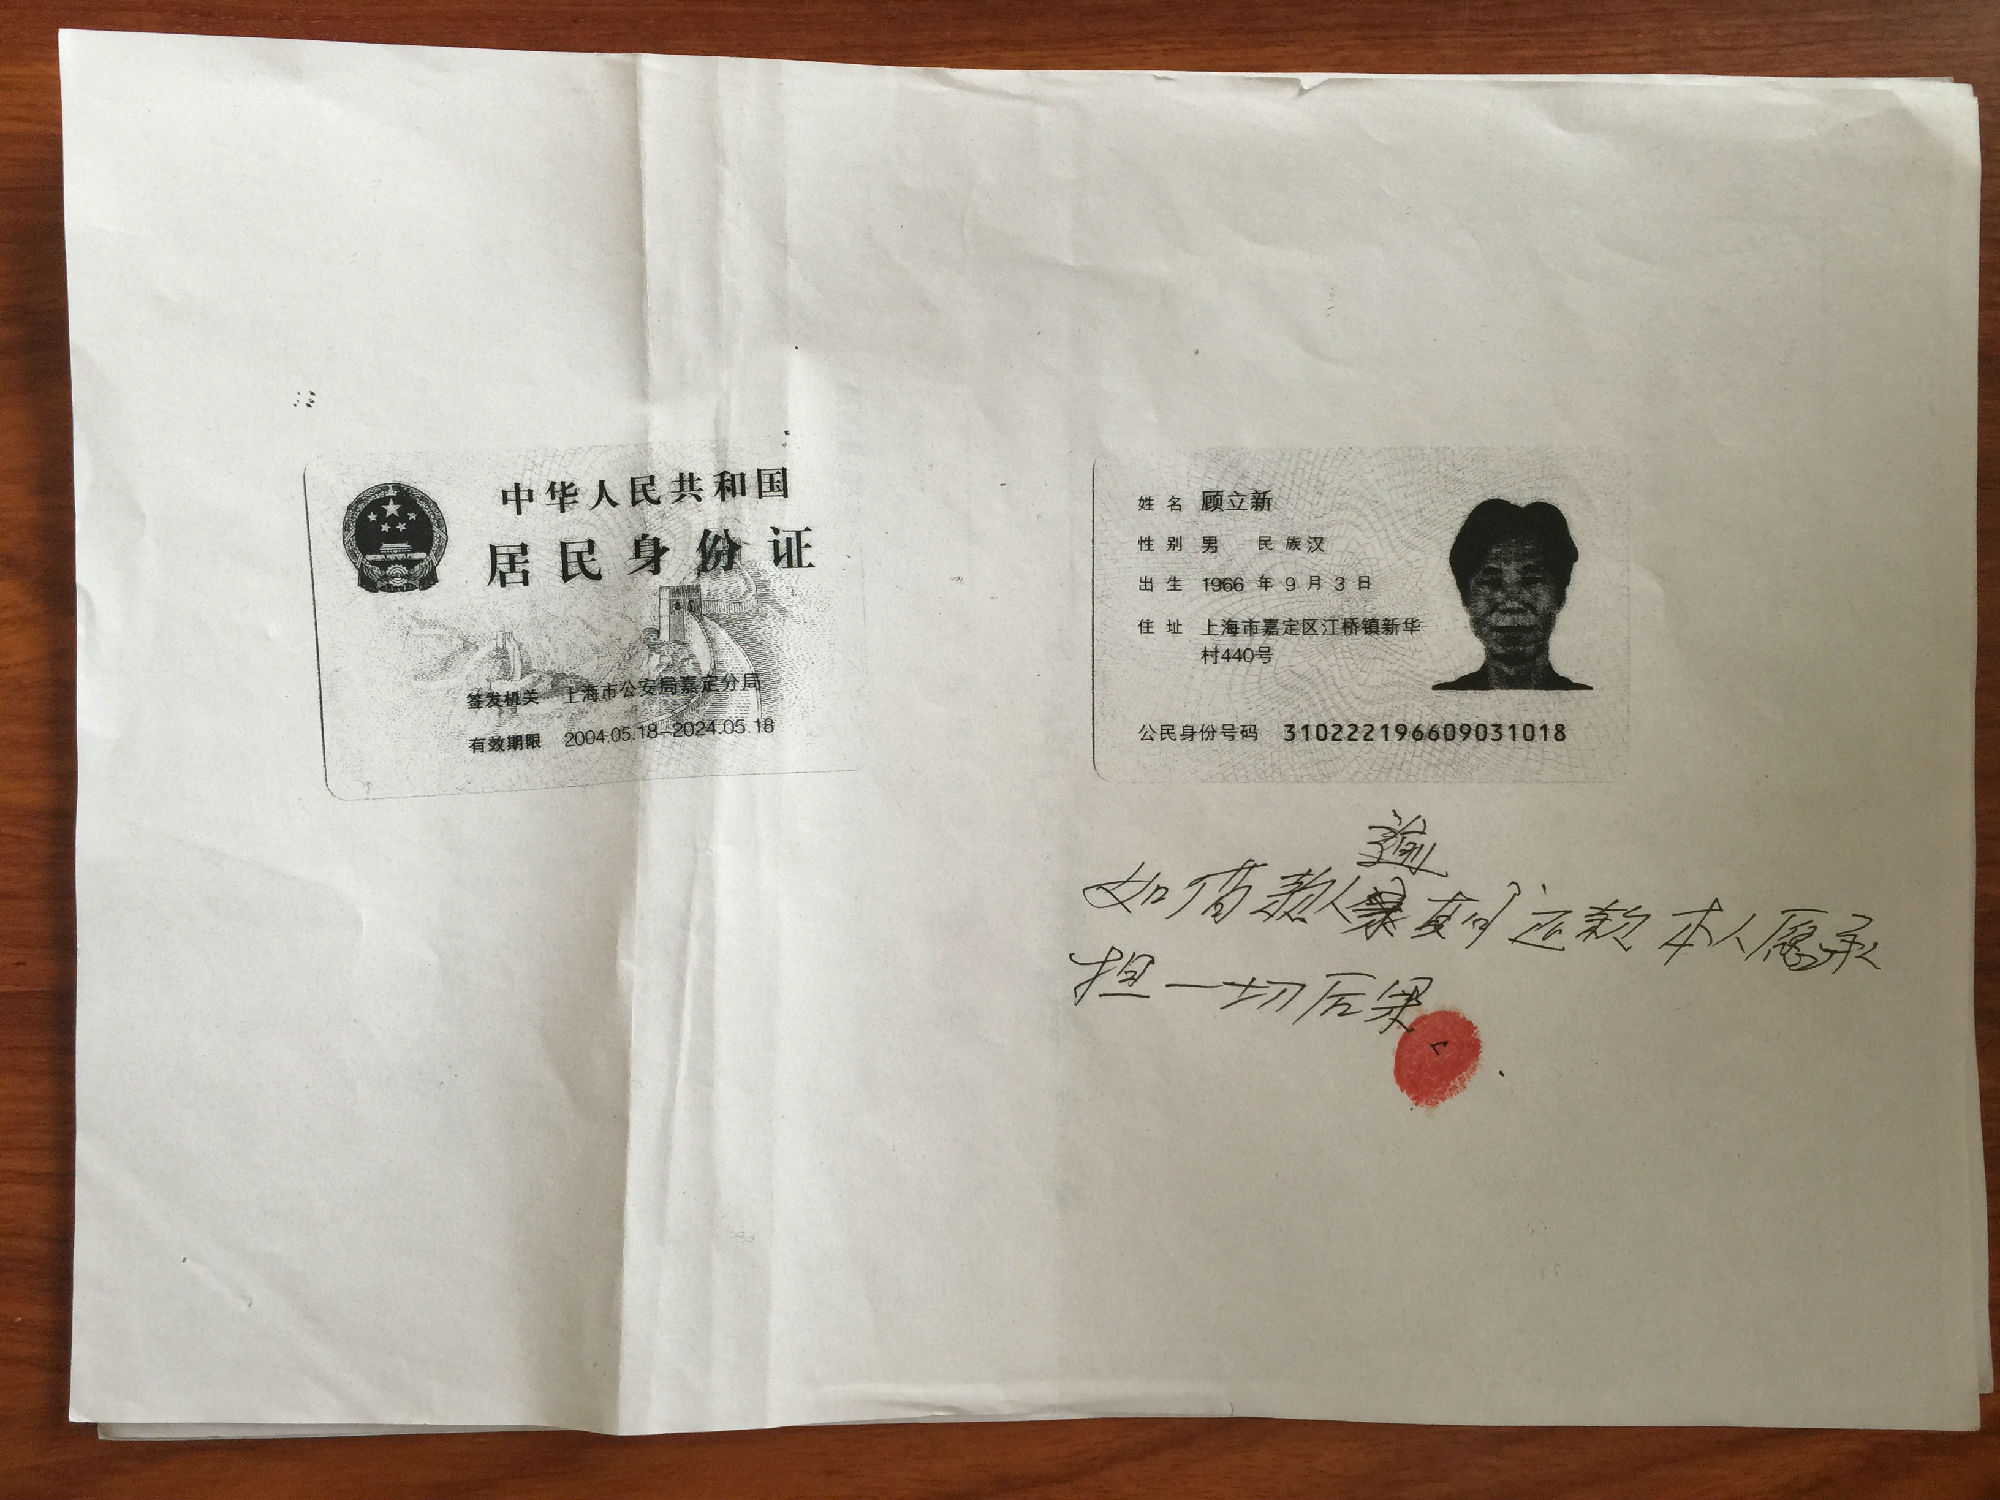 中华人民共和国
居民身份证
签发机关 上海市公安局嘉定分局
有效期限 2004.05.18-2024.05.18
姓名 顾立新
性别 男 民族汉
出生 1966 年 9 月 3 日
住址 上海市嘉定区江桥镇新华
村440号
公民身份号码 310222196609031018
逾
如借款人期还款本人愿承
担一切后果